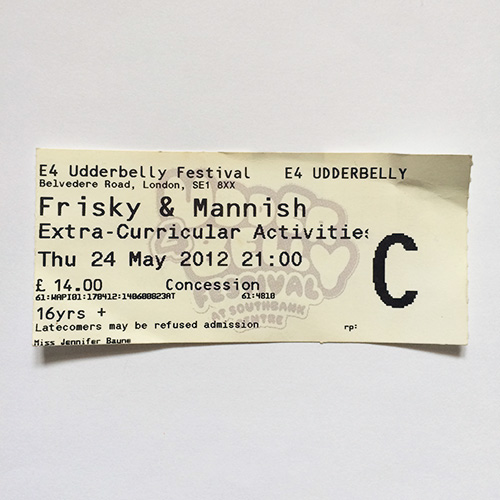 E4 Udderbelly Festival E4 UDDERBELLY
Belvedere Road, London, SE1 8XX
Frisky & Mannish
Extra-Curricular Activities
Thu 24 May 2012 21:00
C
£ 14.00 Concession
61:WAPI01:170412:148688823AT 61:4810
16yrs +
Latecomers may be refused admission rp:
Miss Jennifer Baune
UDDERBELLY
FESTIVAL
AT SOUTHBANK
CENTRE